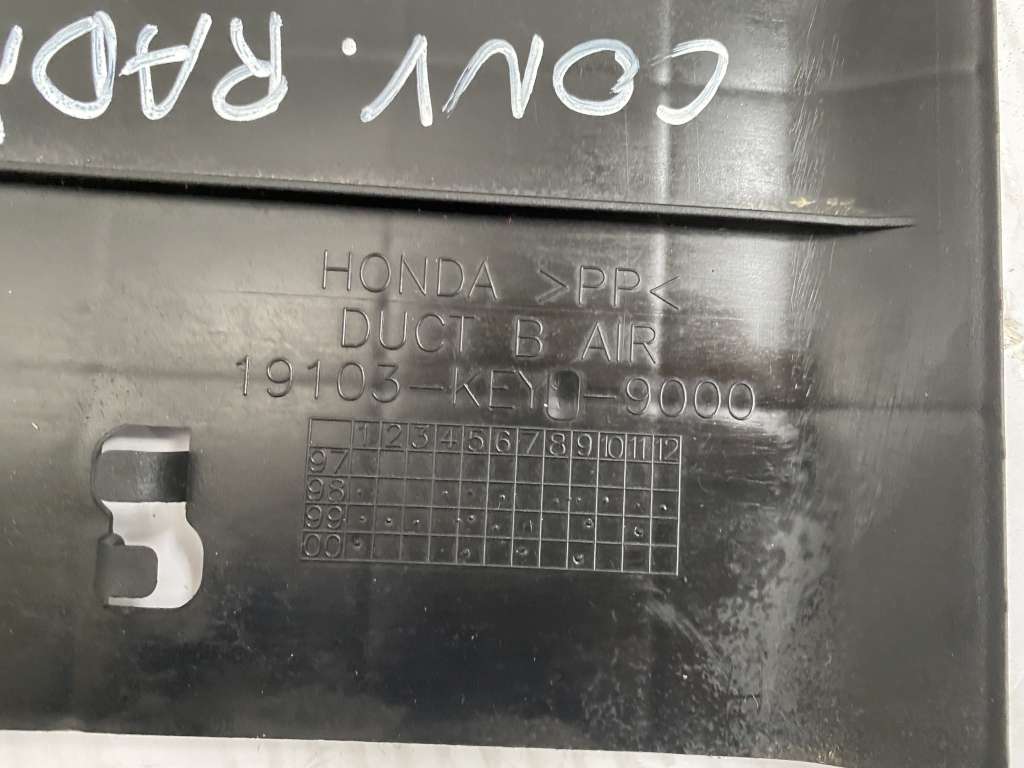 CONV. RAD
HONDA >PP<
DUCT B AIR
19103-KEY -9000
1 2 3 4 5 6 7 8 9 10 11 12
97
98
99
00